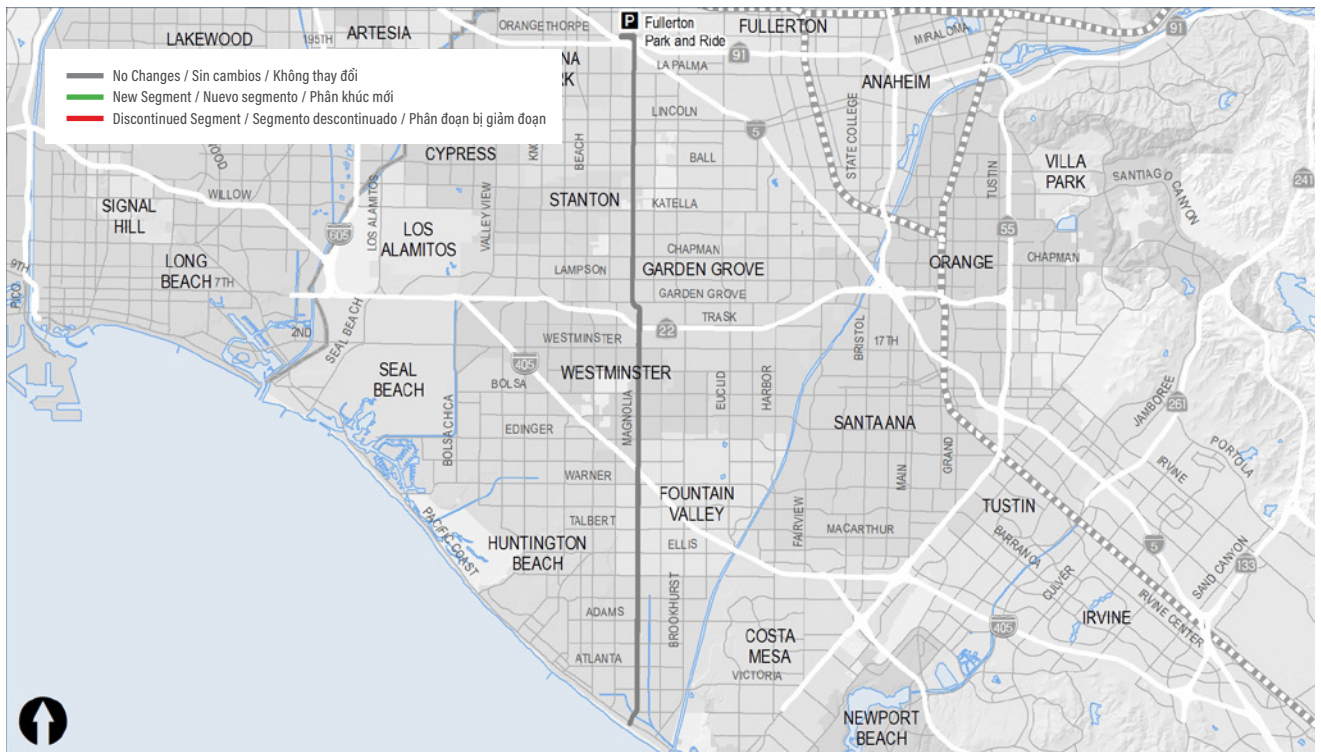 LAKEWOOD
195TH
ARTESIA
ORANGETHORPE
P
Fullerton
Park and Ride
FULLERTON
MIRALOMA
91
91
LA PALMA
ANAHEIM
No Changes / Sin cambios / Không thay đổi
New Segment / Nuevo segmento / Phân khúc mới
Discontinued Segment / Segmento descontinuado / Phân đoạn bị giảm đoạn
LINCOLN
5
STATE COLLEGE
CYPRESS
BEACH
BALL
TUSTIN
VILLA
PARK
SANTIAGO CANYON
241
WILLOW
SIGNAL
HILL
LOS ALAMITOS
VALLEY VIEW
STANTON
KATELLA
605
LOS
ALAMITOS
55
CHAPMAN
CHAPMAN
LONG
BEACH
7TH
9TH
PICO
LAMPSON
GARDEN GROVE
ORANGE
GARDEN GROVE
TRASK
22
2ND
SEAL BEACH
WESTMINSTER
BRISTOL
17TH
SEAL
BEACH
405
BOLSA
WESTMINSTER
MAGNOLIA
EUCLID
HARBOR
261
JAMBOREE
BOLSA CHICA
EDINGER
SANTA ANA
MAIN
GRAND
PORTOLA
IRVINE
WARNER
FOUNTAIN
VALLEY
TUSTIN
PACIFIC COAST
TALBERT
FAIRVIEW
MACARTHUR
BARRANCA
HUNTINGTON
BEACH
ELLIS
5
SAND CANYON
133
CULVER
IRVINE CENTER
ADAMS
BROOKHURST
COSTA
MESA
405
IRVINE
ATLANTA
VICTORIA
NEWPORT
BEACH